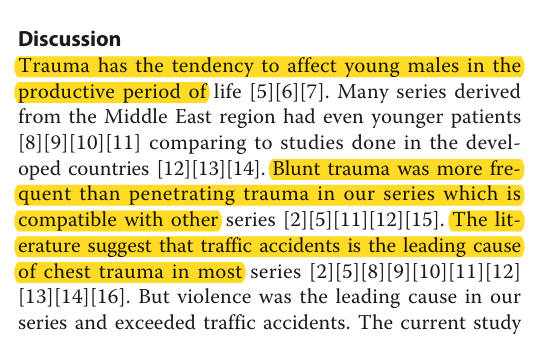 Discussion
Trauma has the tendency to affect young males in the
productive period of life [5][6][7]. Many series derived
from the Middle East region had even younger patients
[8][9][10][11] comparing to studies done in the devel-
oped countries [12][13][14]. Blunt trauma was more fre-
quent than penetrating trauma in our series which is
compatible with other series [2][5][11][12][15]. The lit-
erature suggest that traffic accidents is the leading cause
of chest trauma in most series [2][5][8][9][10][11][12]
[13][14][16]. But violence was the leading cause in our
series and exceeded traffic accidents. The current study